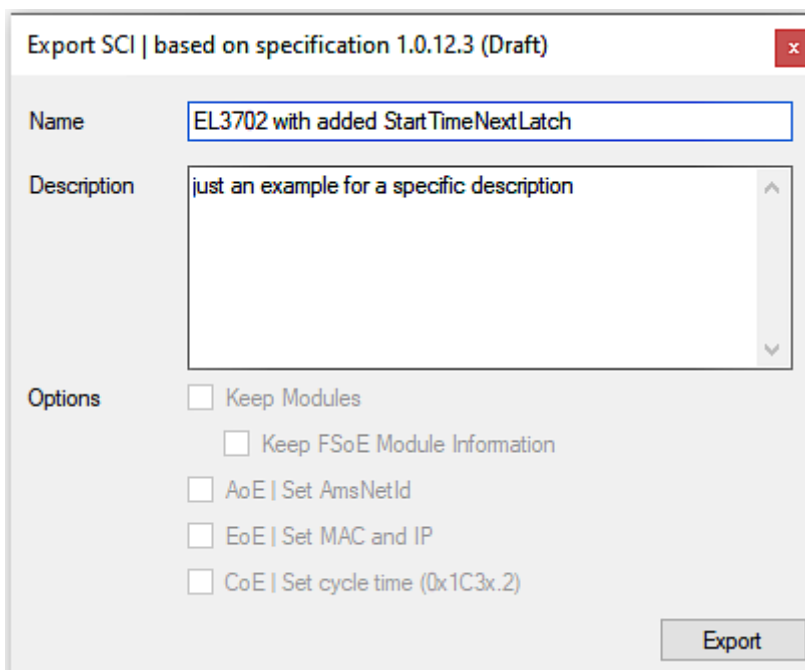 Export SCI | based on specification 1.0.12.3 (Draft)
x
Name
EL3702 with added StartTimeNextLatch
Description
just an example for a specific description
Options
Keep Modules
Keep FSoE Module Information
AoE | Set AmsNetId
EoE | Set MAC and IP
CoE | Set cycle time (0x1C3x.2)
Export